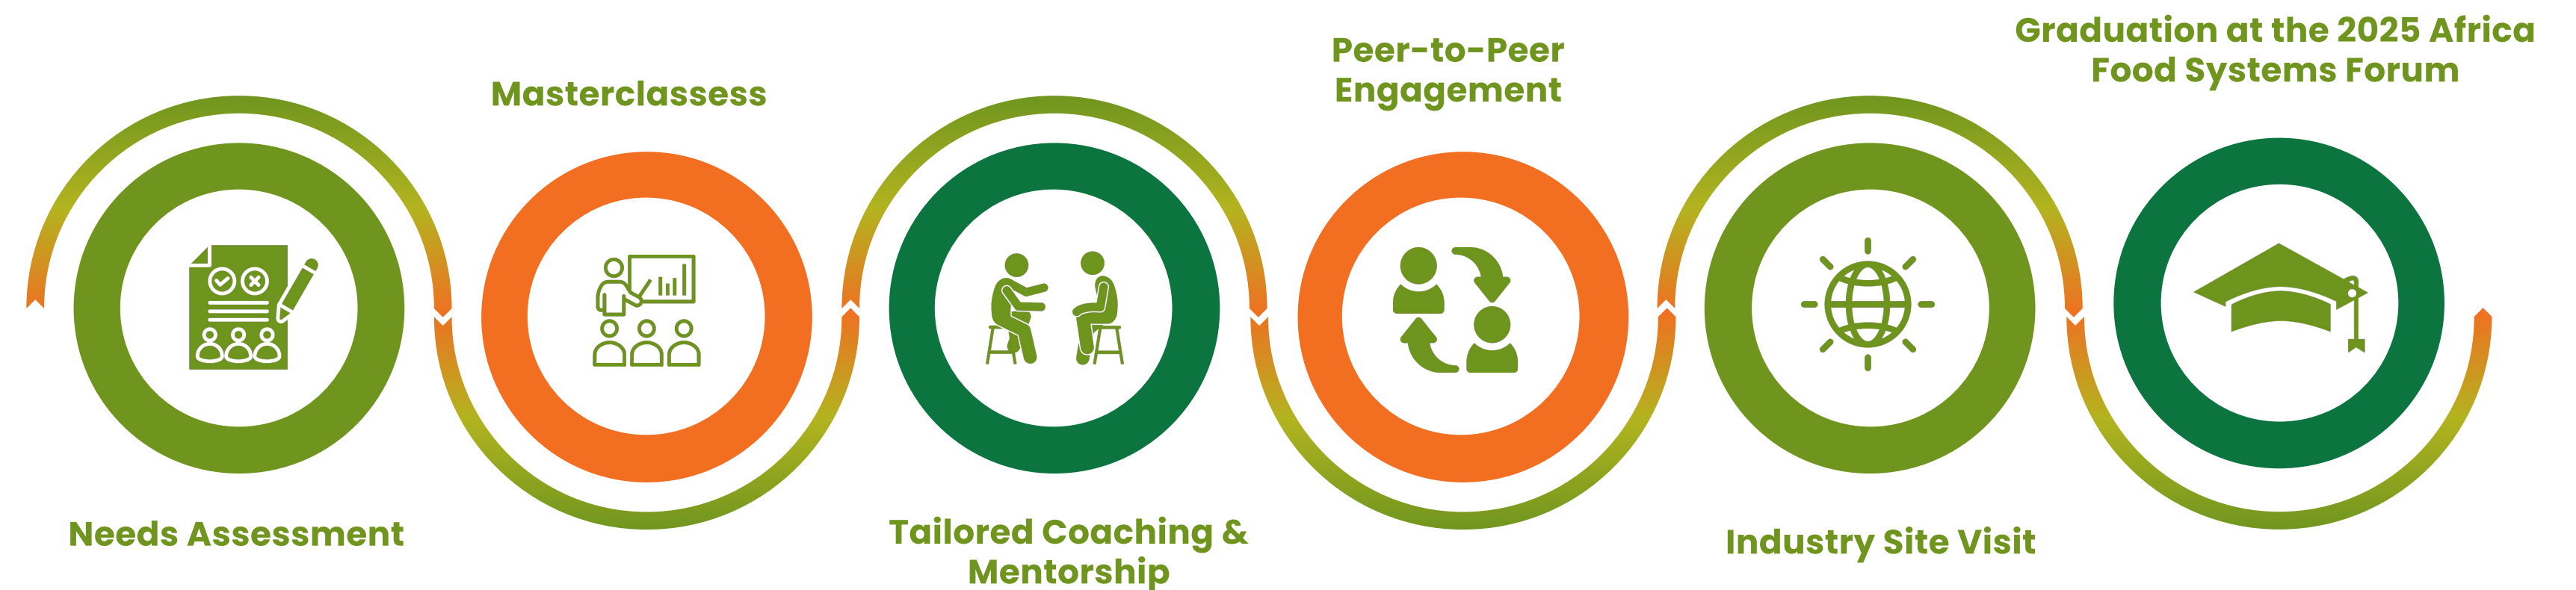 Needs Assessment
Masterclassess
Tailored Coaching &
Mentorship
Peer-to-Peer
Engagement
Industry Site Visit
Graduation at the 2025 Africa
Food Systems Forum